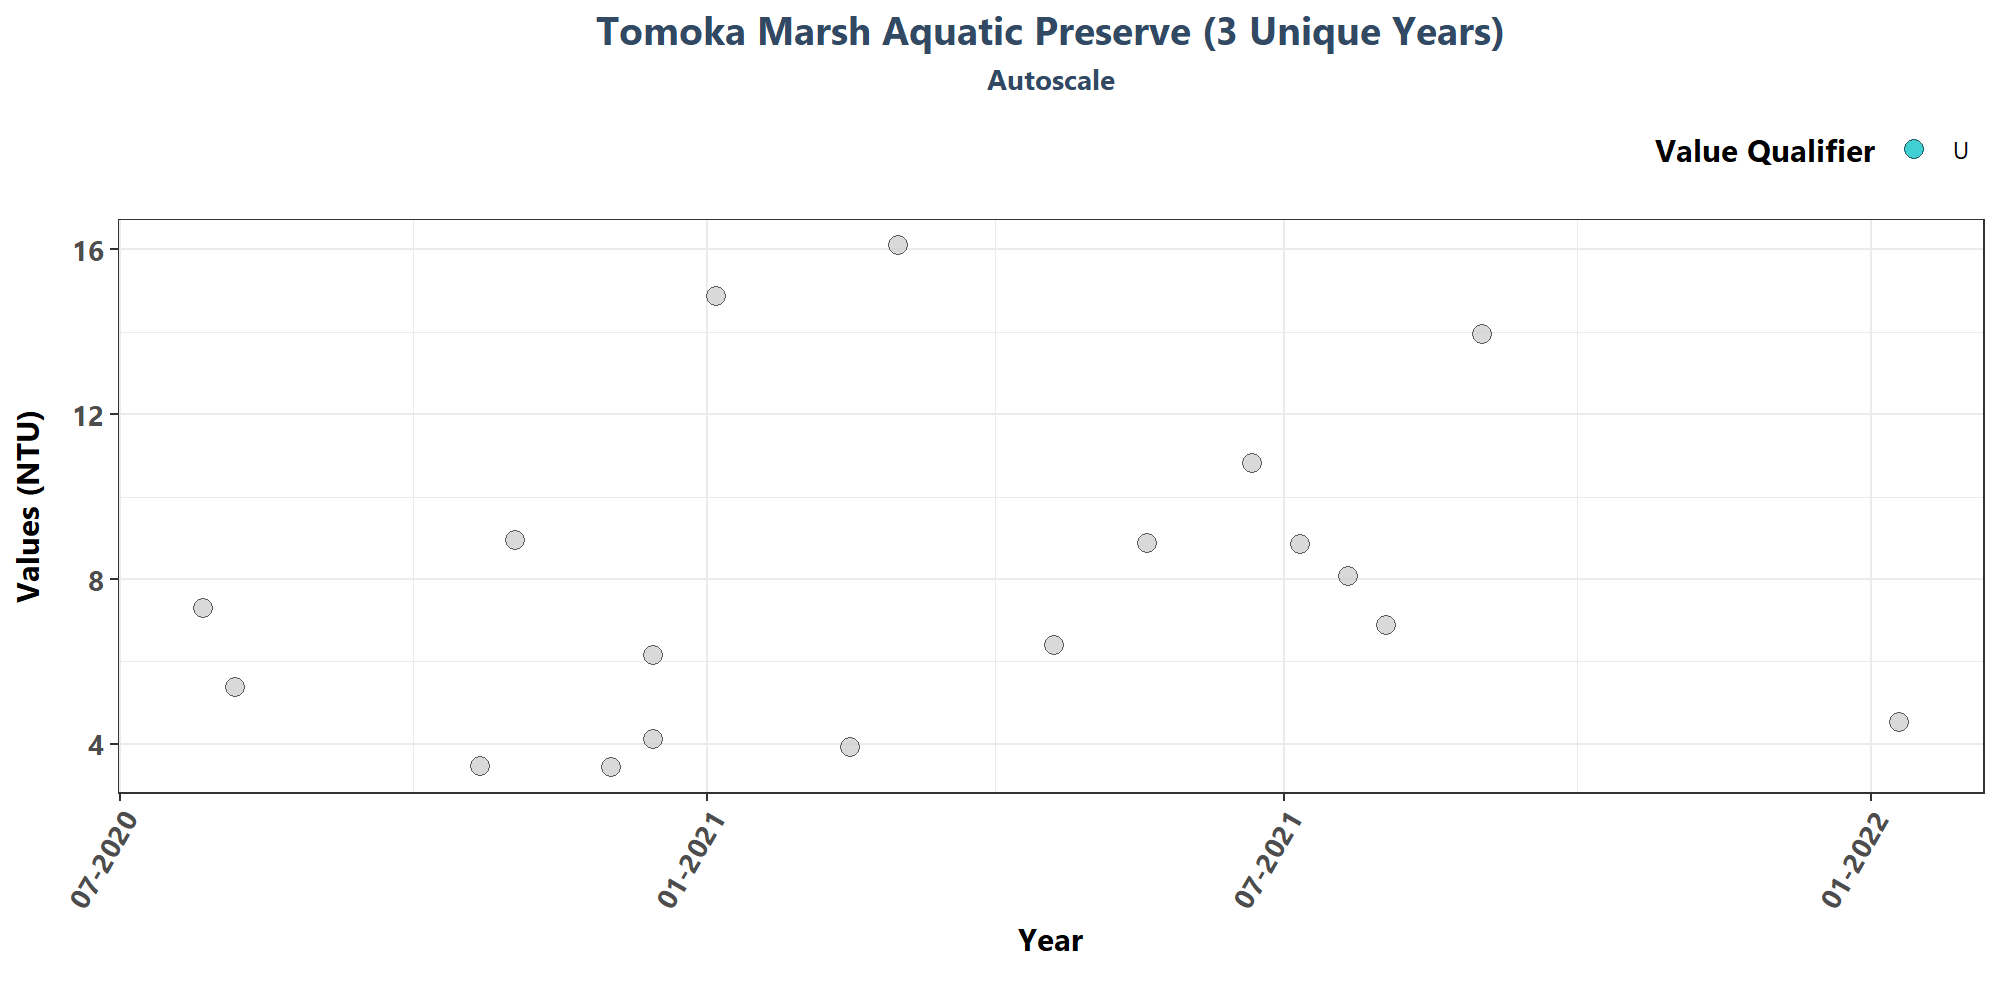 Tomoka Marsh Aquatic Preserve (3 Unique Years)
Autoscale
Value Qualifier U
16
12
8
4
Values (NTU)
07-2020
01-2021
07-2021
01-2022
Year